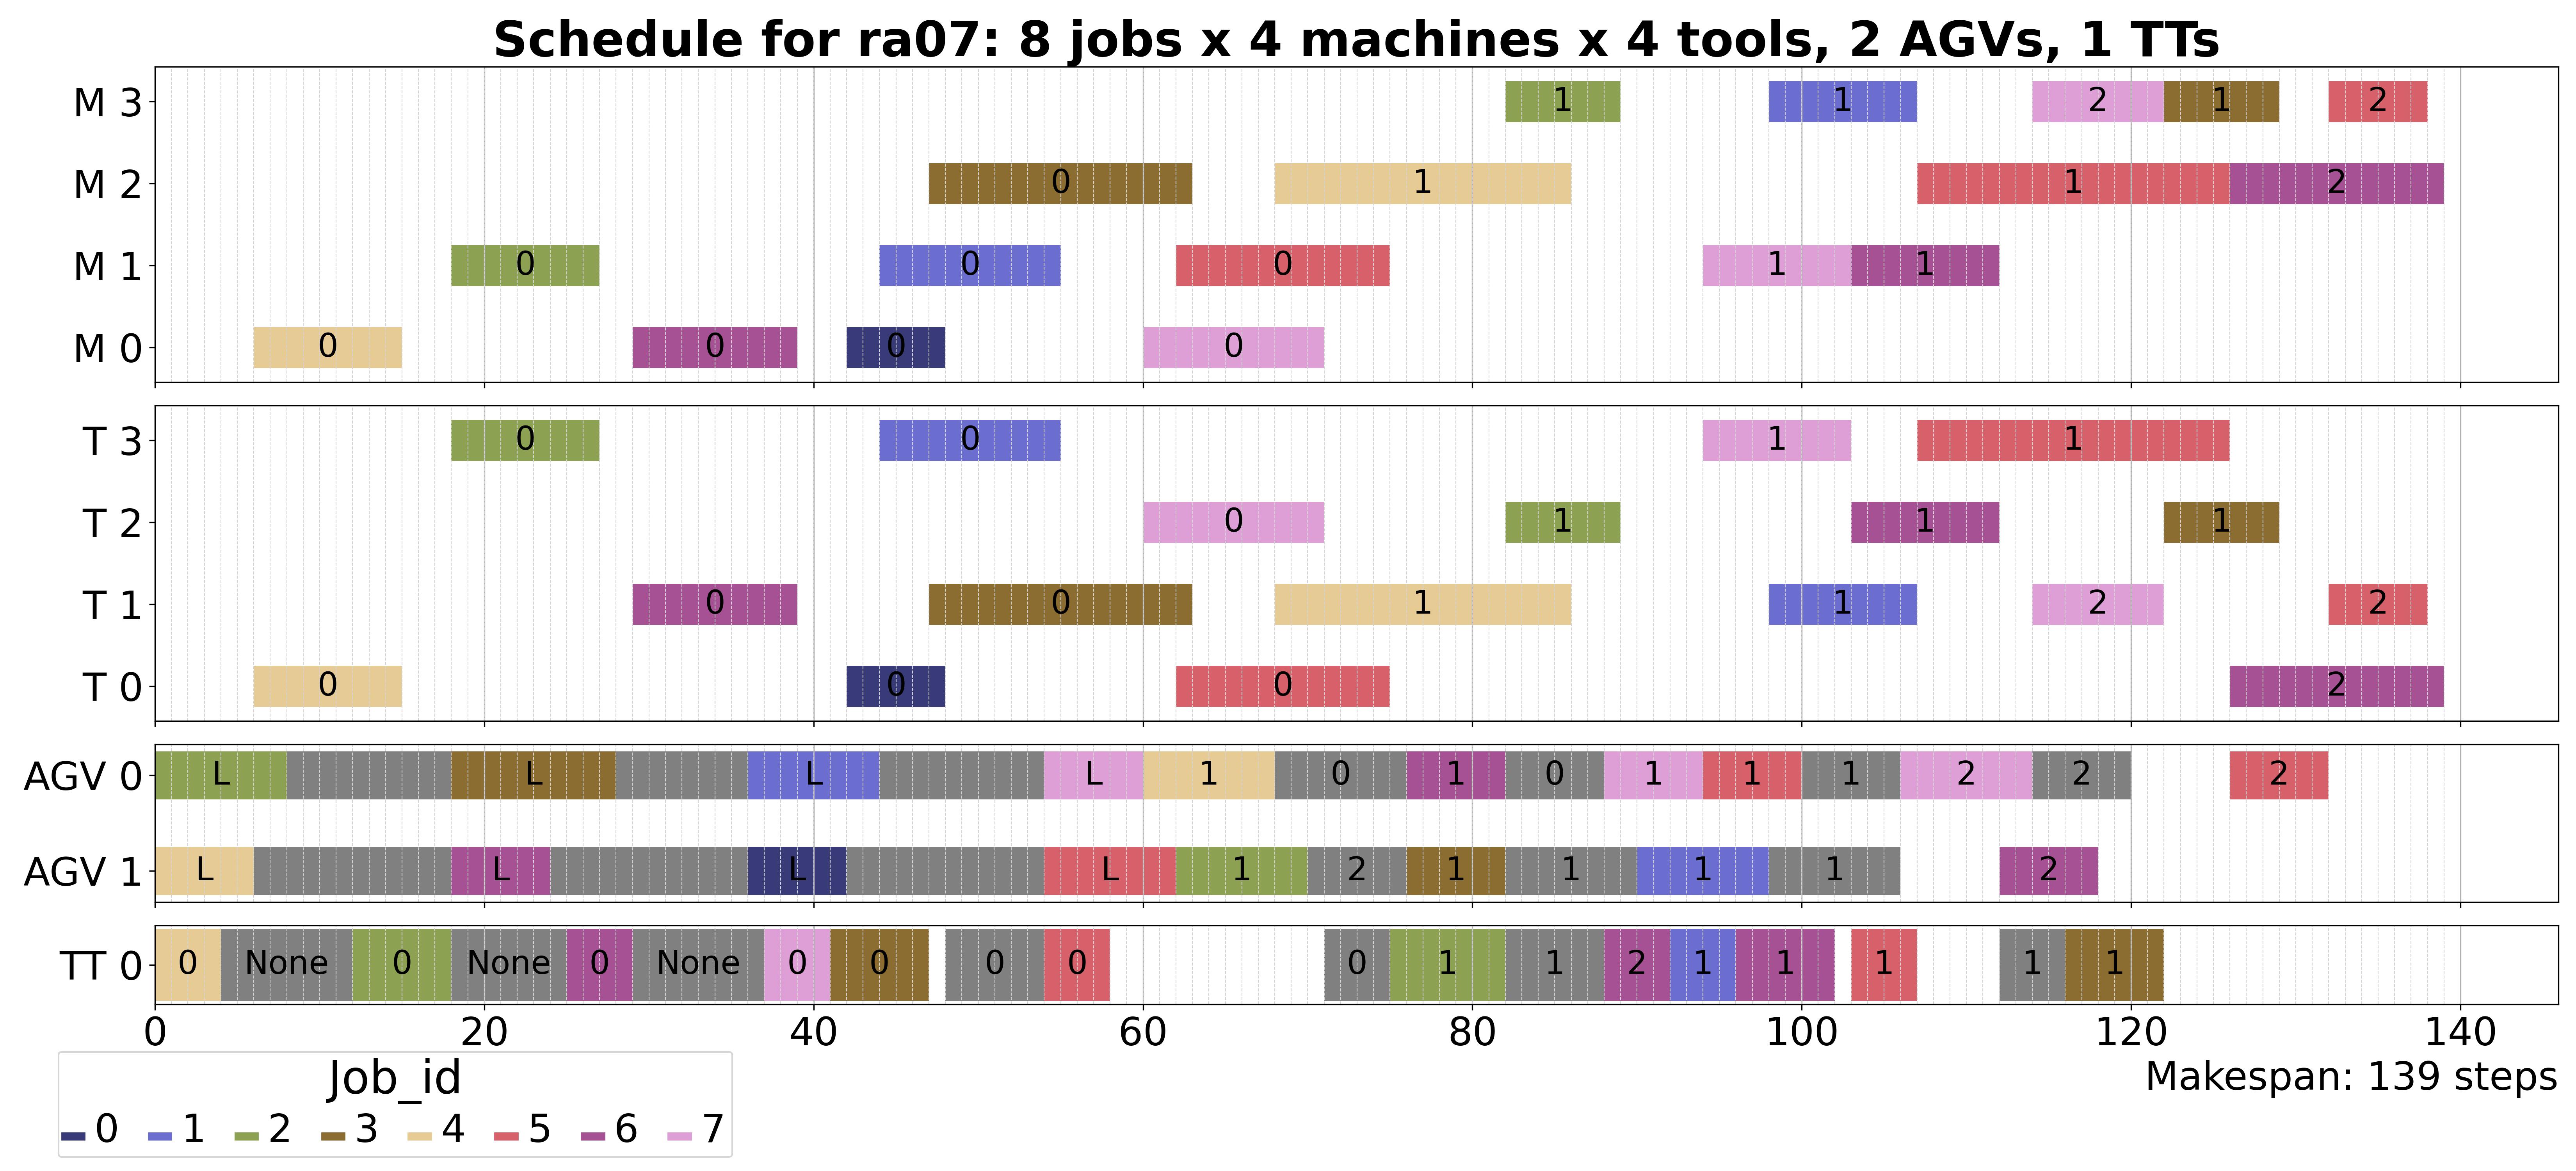 Schedule for ra07: 8 jobs x 4 machines x 4 tools, 2 AGVs, 1 TTs
M 3 1 1 2 1 2
M 2 0 1 1 2
M 1 0 0 0 1 1
M 0 0 0 0 0
T 3 0 0 1 1
T 2 0 1 1 1
T 1 0 0 1 1 2 2
T 0 0 0 0 2
AGV 0 L L L L 1 0 1 0 1 1 1 2 2 2
AGV 1 L L L L 1 2 1 1 1 1 2
TT 0 0 None 0 None 0 None 0 0 0 0 0 1 1 2 1 1 1 1 1
0 20 40 60 80 100 120 140
Makespan: 139 steps
Job_id
0 1 2 3 4 5 6 7